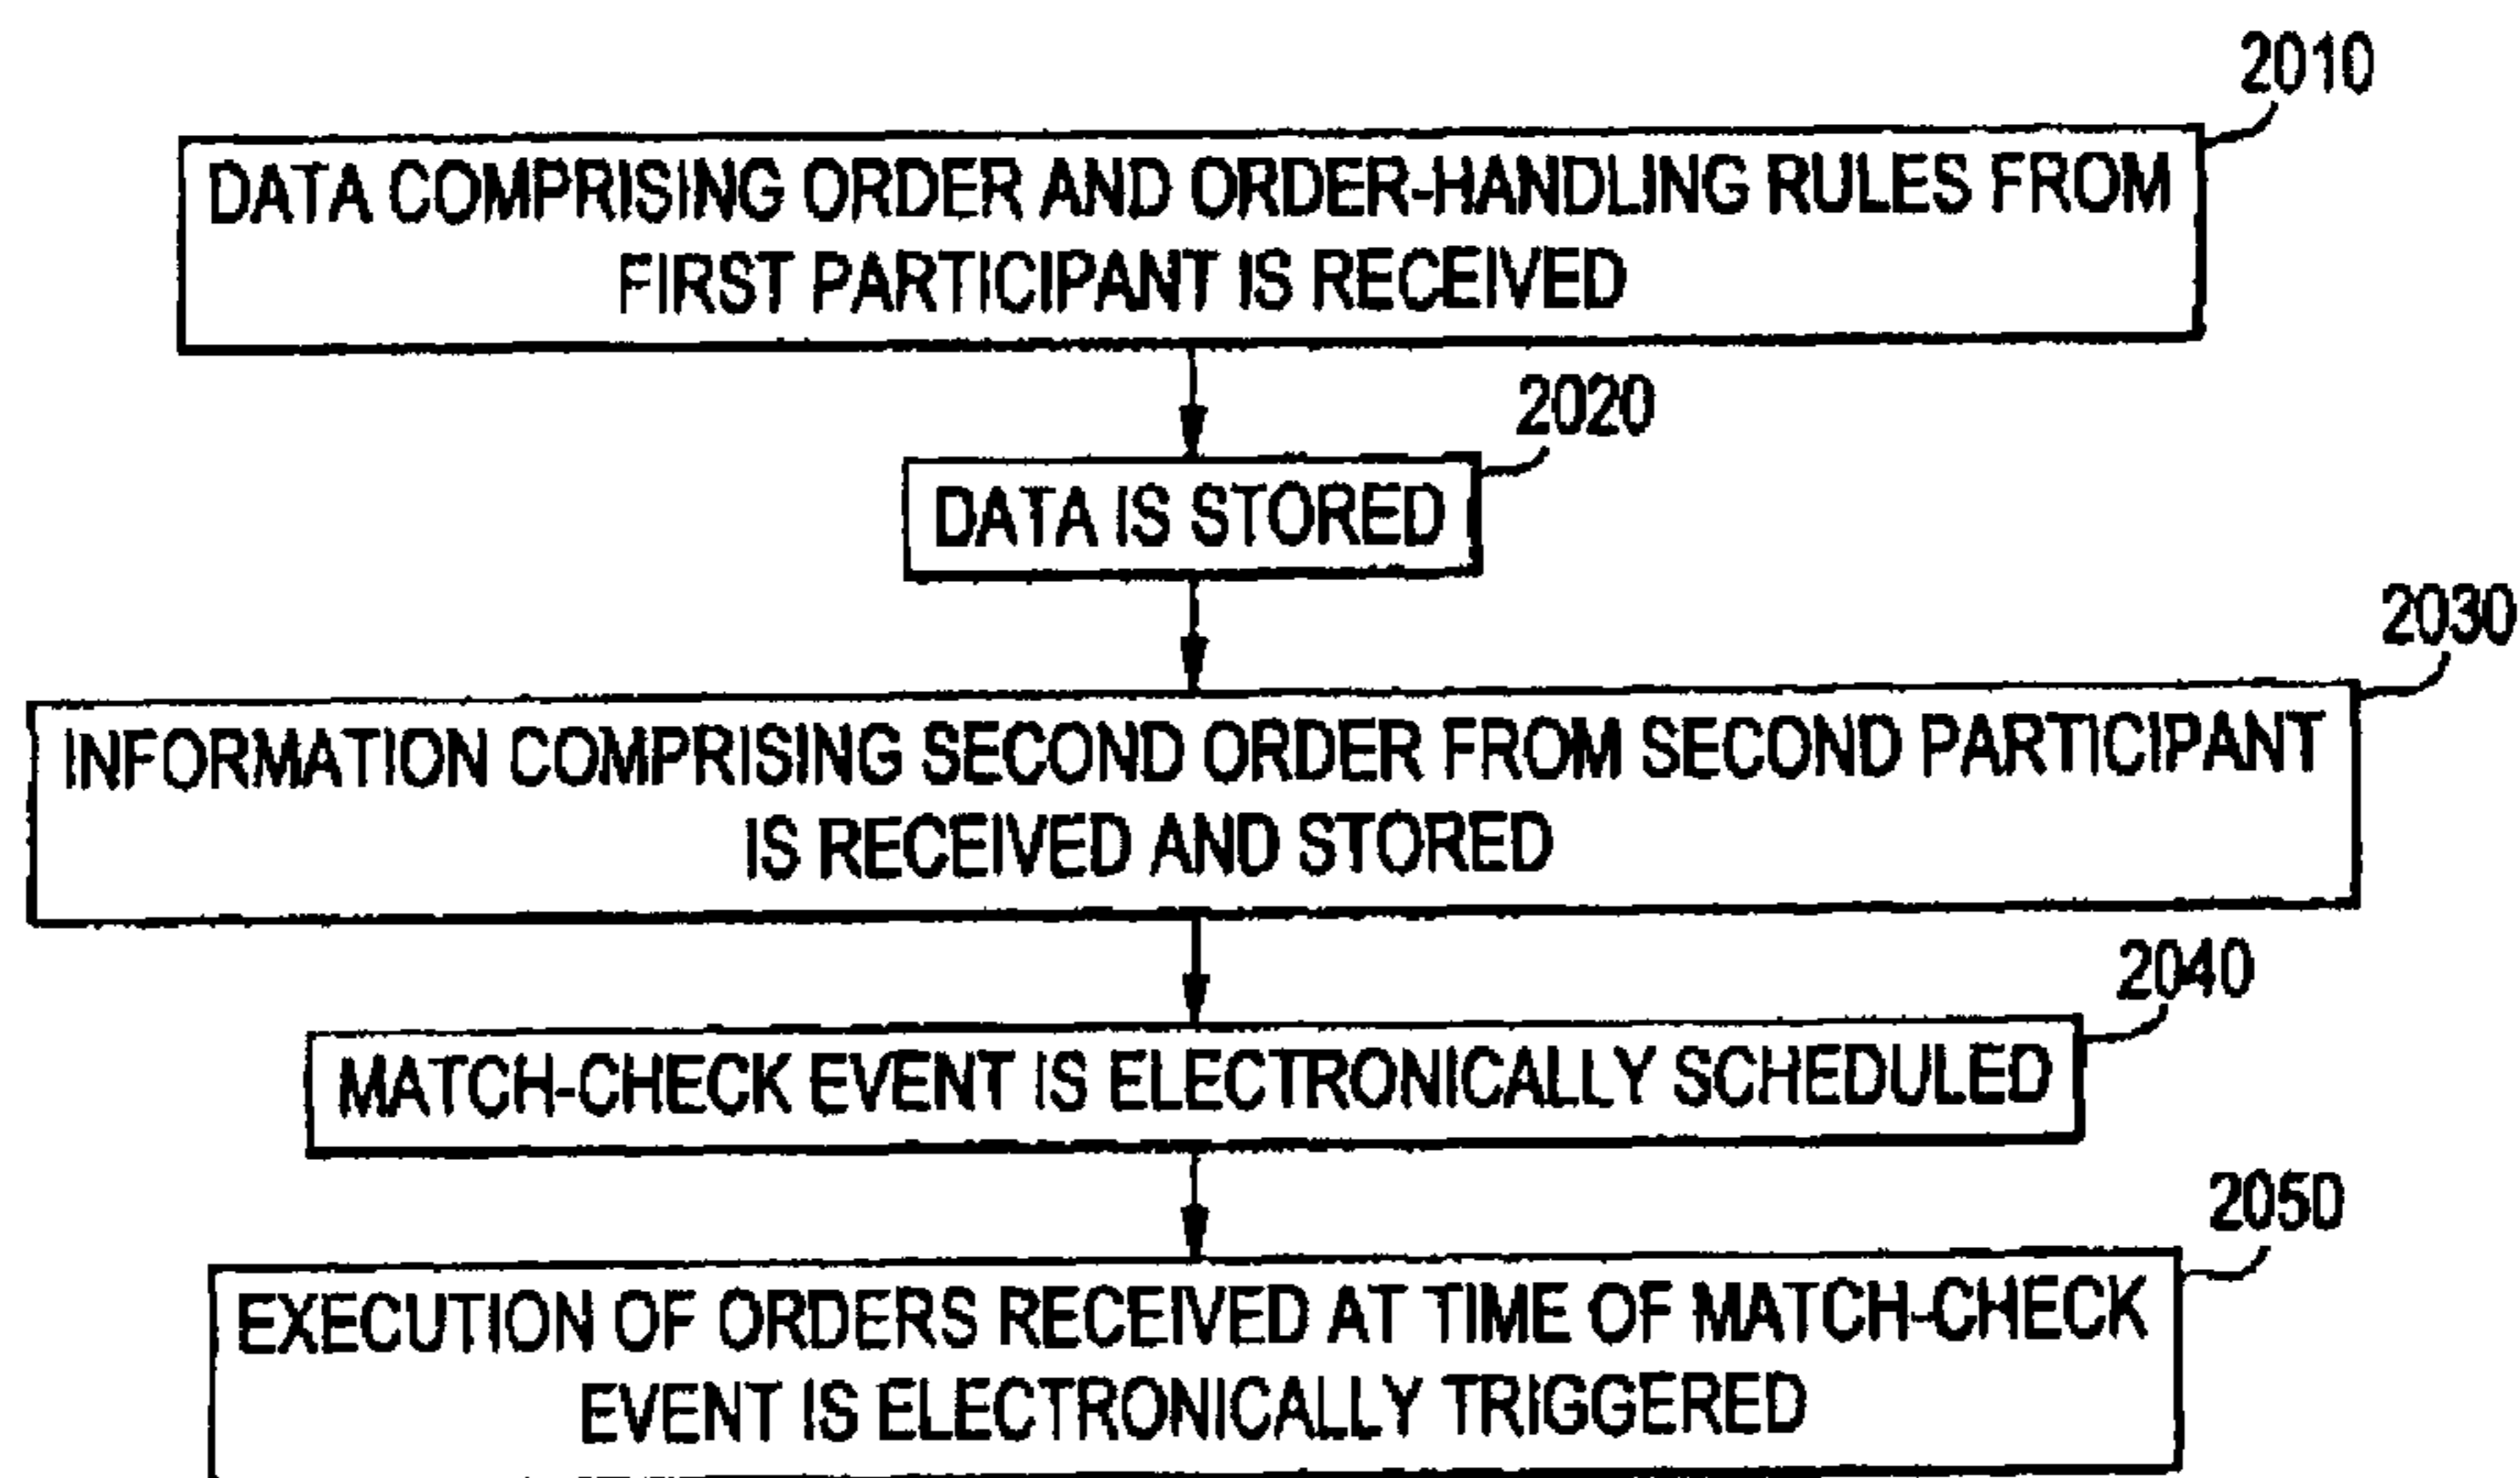 2010
DATA COMPRISING ORDER AND ORDER-HANDLING RULES FROM
FIRST PARTICIPANT IS RECEIVED
2020
DATA IS STORED
2030
INFORMATION COMPRISING SECOND ORDER FROM SECOND PARTICIPANT
IS RECEIVED AND STORED
2040
MATCH-CHECK EVENT IS ELECTRONICALLY SCHEDULED
2050
EXECUTION OF ORDERS RECEIVED AT TIME OF MATCH-CHECK
EVENT IS ELECTRONICALLY TRIGGERED